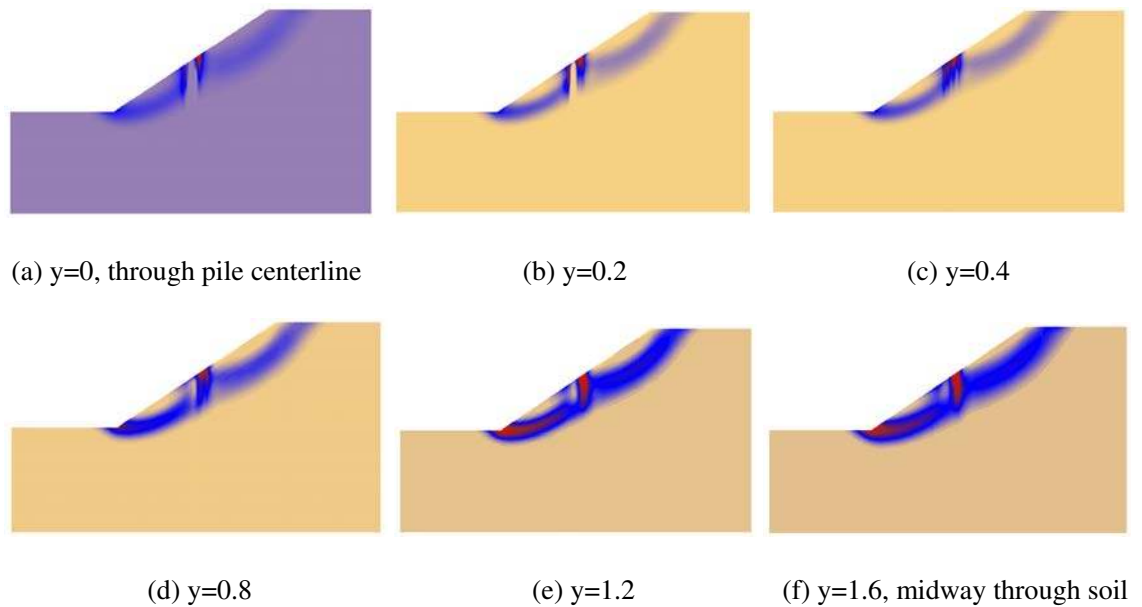 (a) y=0, through pile centerline
(b) y=0.2
(c) y=0.4
(d) y=0.8
(e) y=1.2
(f) y=1.6, midway through soil